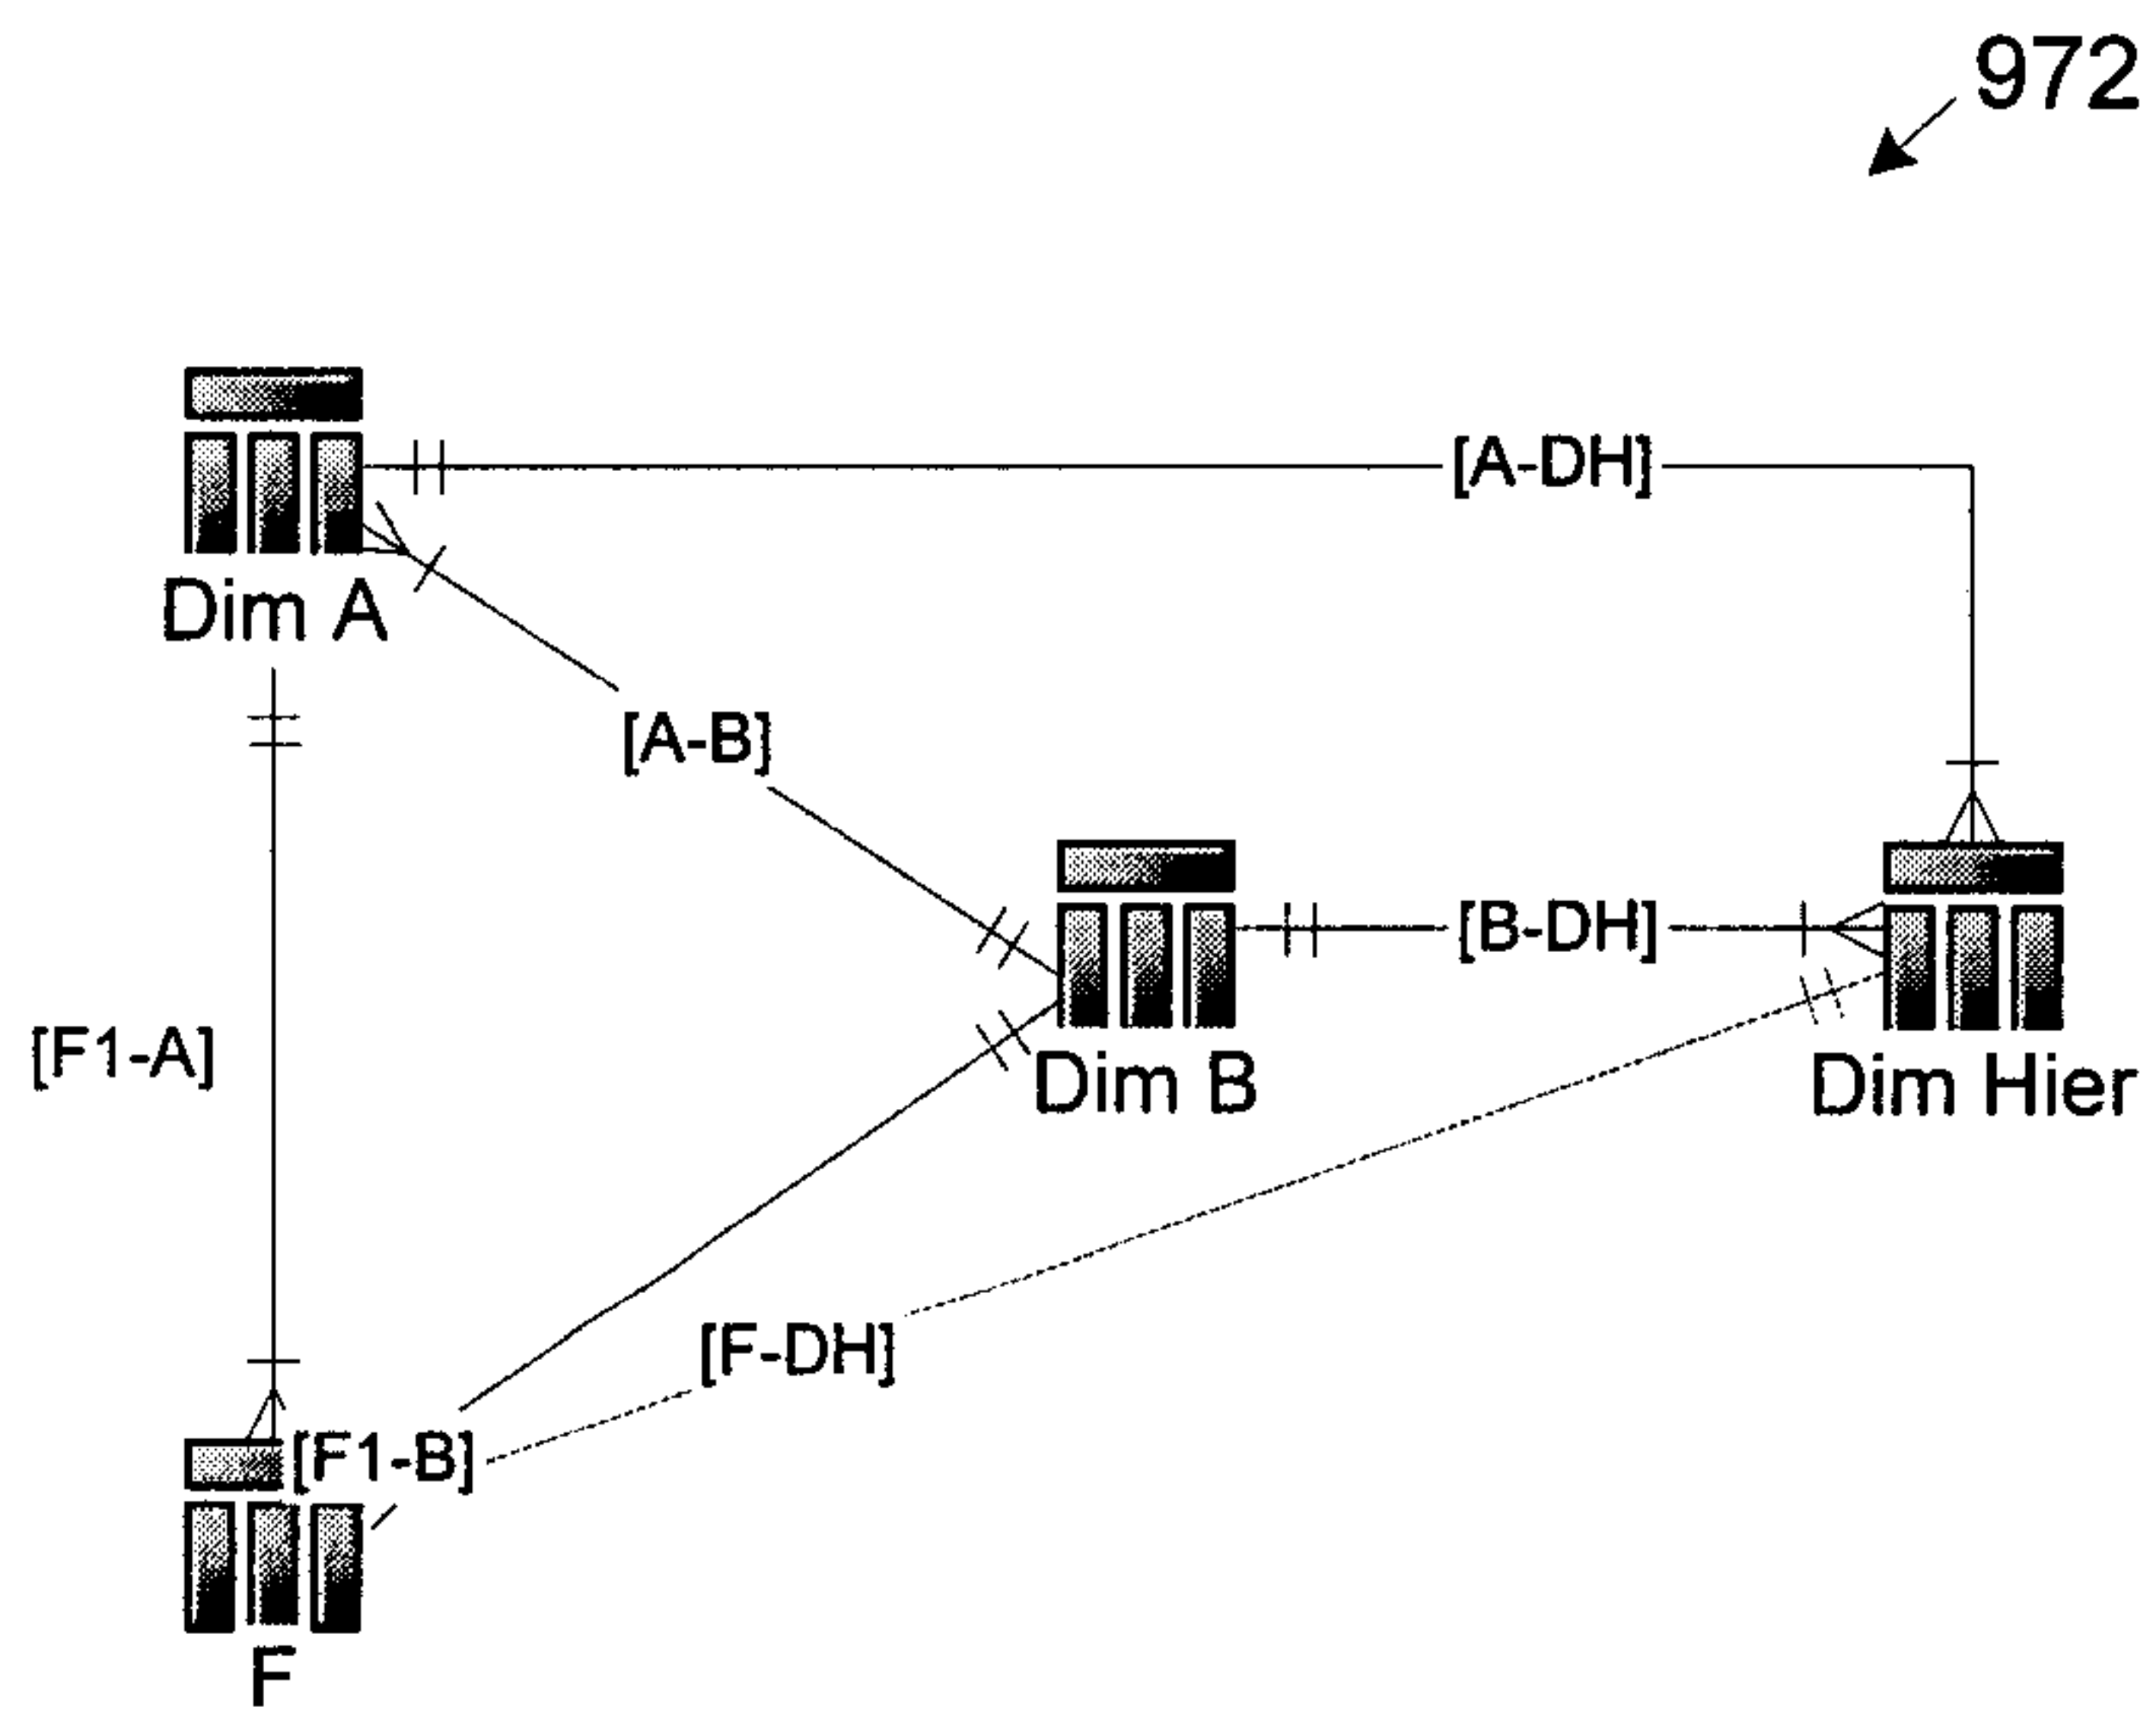 972
[A-DH]
Dim A
[A-B]
[B-DH]
[F1-A]
Dim B
Dim Hier
[F-DH]
[F1-B]
F